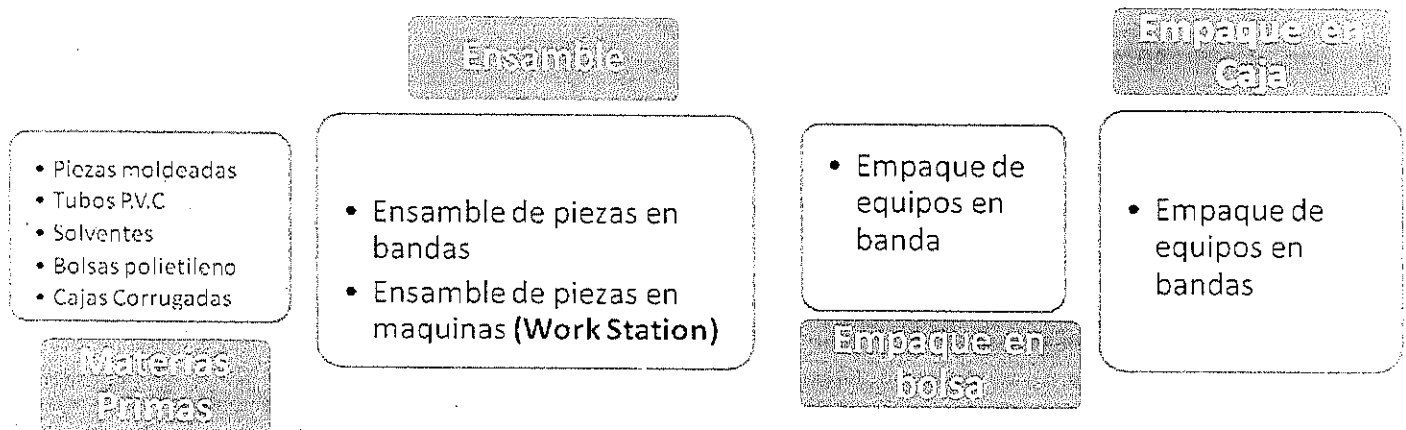 • Piezas moldeadas
• Tubos P.V.C
• Solventes
• Bolsas polietileno
• Cajas Corrugadas
Materias
Primas
Ensamble
• Ensamble de piezas en
bandas
• Ensamble de piezas en
maquinas (Work Station)
• Empaque de
equipos en
banda
Empaque en
bolsa
Empaque en
Caja
• Empaque de
equipos en
bandas